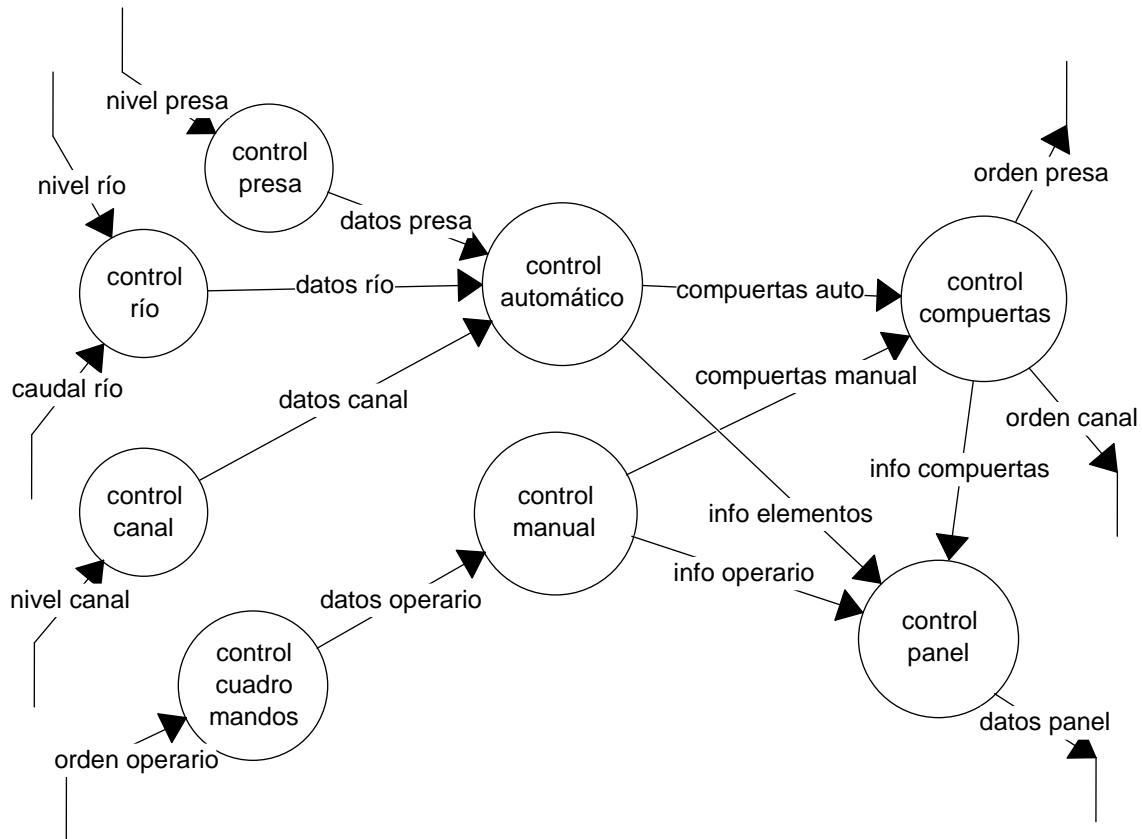 nivel presa
control
presa
orden presa
nivel río
datos presa
control
río
datos río
control
automático
compuertas auto
control
compuertas
caudal río
datos canal
compuertas manual
orden canal
control
canal
control
manual
info compuertas
info elementos
nivel canal
datos operario
info operario
control
cuadro
mandos
control
panel
orden operario
datos panel